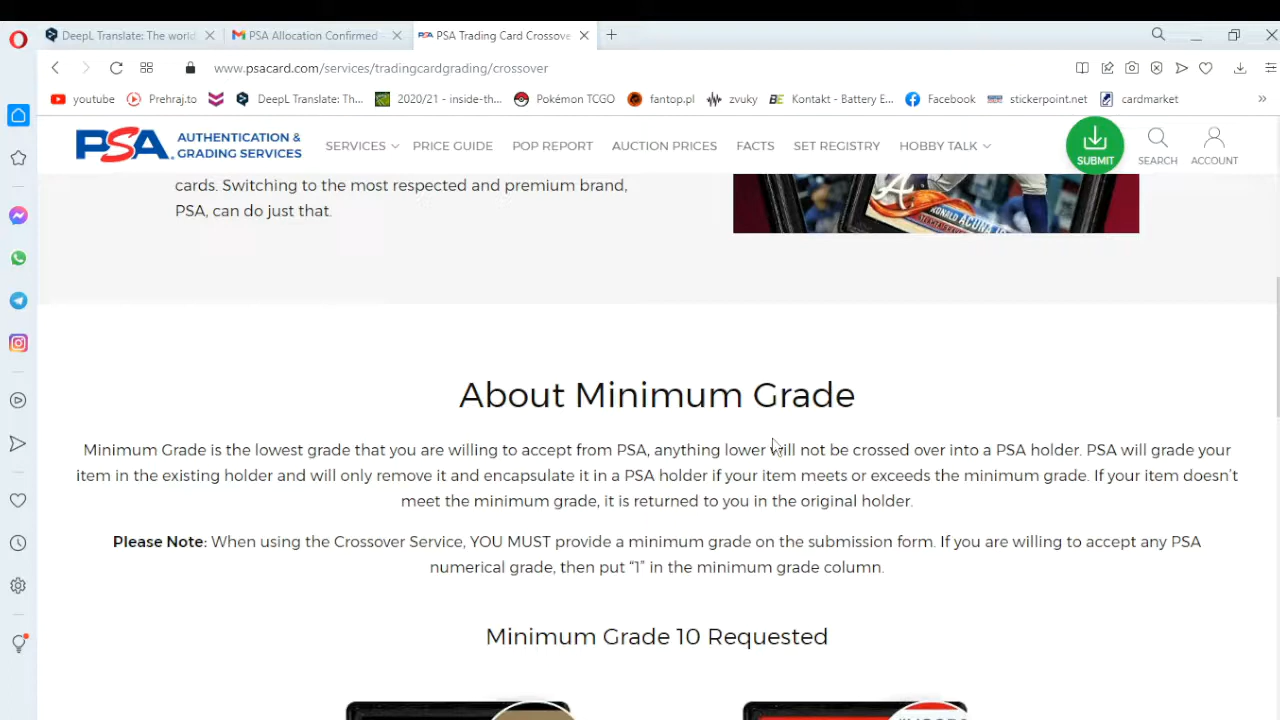 DeepL Translate: The world
PSA Allocation Confirmed
PSA Trading Card Crossove
www.psacard.com/services/tradingcardgrading/crossover
youtube
Prehraj.to
DeepL Translate: Th...
2020/21 - inside-th...
Pokémon TCGO
fantop.pl
zvuky
BE Kontakt - Battery E...
Facebook
stickerpoint.net
cardmarket
PSA AUTHENTICATION &
GRADING SERVICES
SERVICES
PRICE GUIDE
POP REPORT
AUCTION PRICES
FACTS
SET REGISTRY
HOBBY TALK
SUBMIT
SEARCH
ACCOUNT
cards. Switching to the most respected and premium brand,
PSA, can do just that.
RONALD ACUÑA JR
About Minimum Grade
Minimum Grade is the lowest grade that you are willing to accept from PSA, anything lower will not be crossed over into a PSA holder. PSA will grade your
item in the existing holder and will only remove it and encapsulate it in a PSA holder if your item meets or exceeds the minimum grade. If your item doesn't
meet the minimum grade, it is returned to you in the original holder.
Please Note: When using the Crossover Service, YOU MUST provide a minimum grade on the submission form. If you are willing to accept any PSA
numerical grade, then put “1” in the minimum grade column.
Minimum Grade 10 Requested